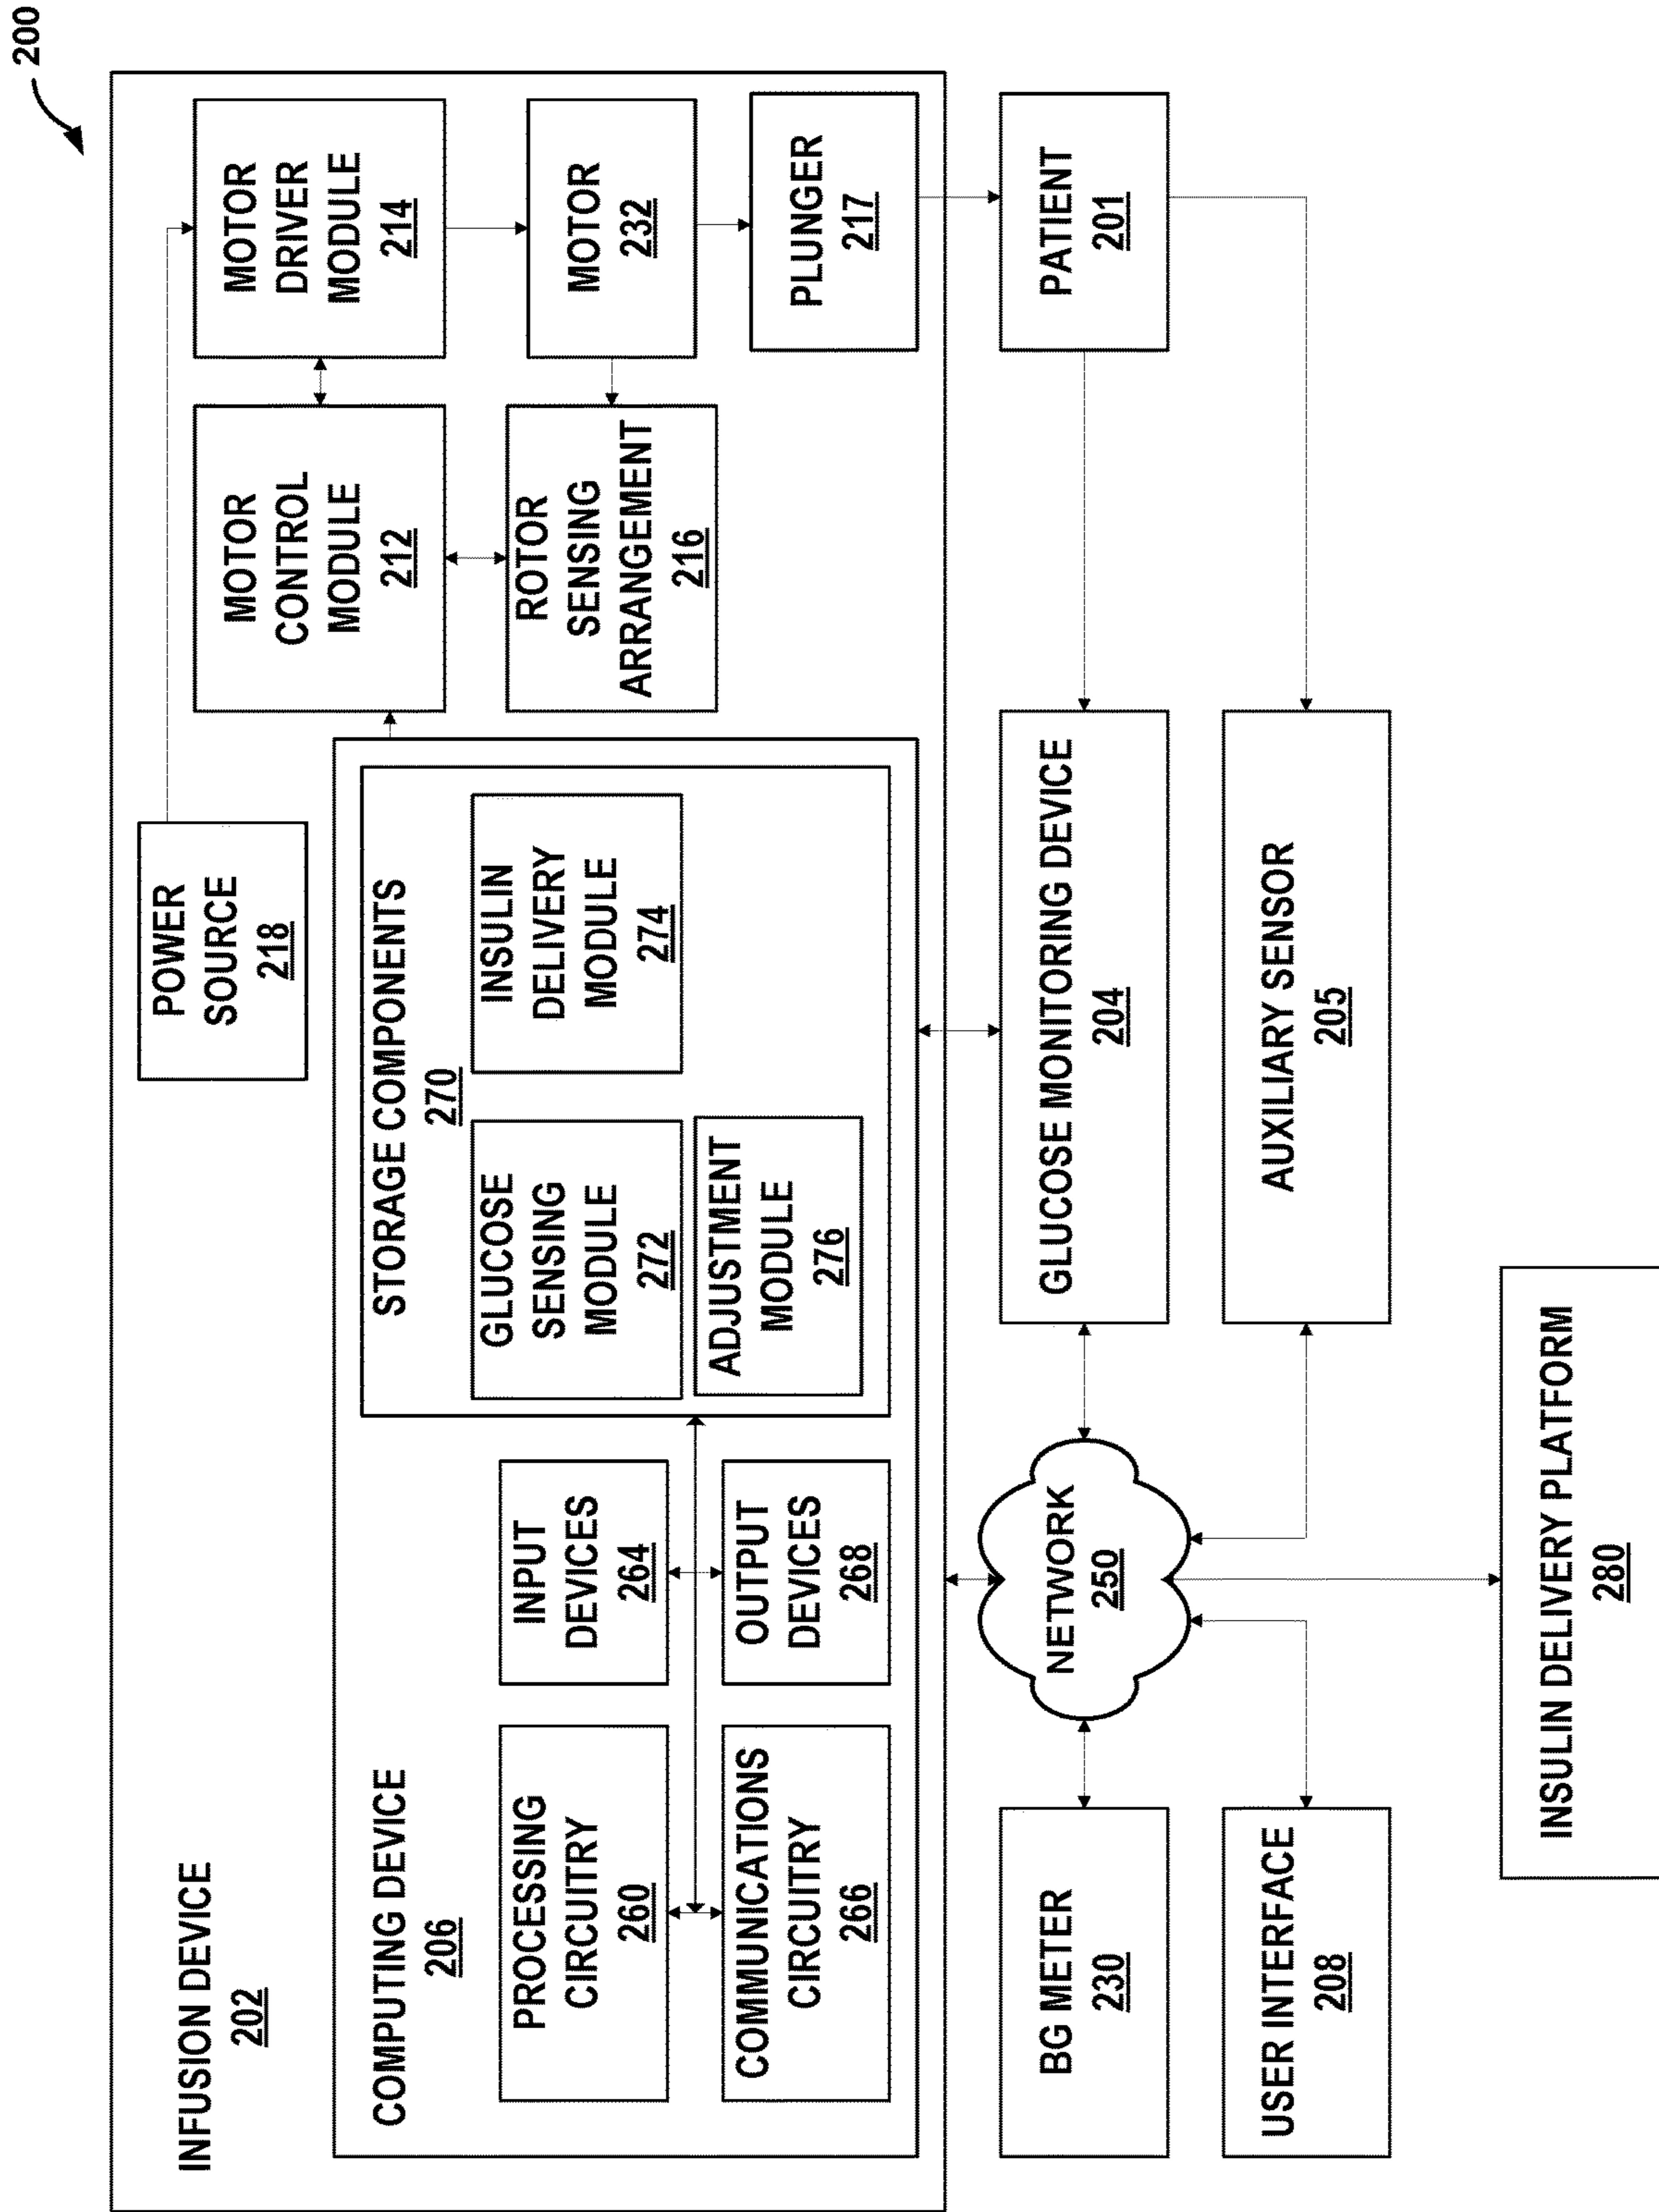 200
INFUSION DEVICE
202
POWER
SOURCE
218
MOTOR
CONTROL
MODULE
212
MOTOR
DRIVER
MODULE
214
COMPUTING DEVICE
206
STORAGE COMPONENTS
270
PROCESSING
CIRCUITRY
260
INPUT
DEVICES
264
GLUCOSE
SENSING
MODULE
272
INSULIN
DELIVERY
MODULE
274
ROTOR
SENSING
ARRANGEMENT
216
MOTOR
232
COMMUNICATIONS
CIRCUITRY
266
OUTPUT
DEVICES
268
ADJUSTMENT
MODULE
276
PLUNGER
217
BG METER
230
NETWORK
250
GLUCOSE MONITORING DEVICE
204
PATIENT
201
USER INTERFACE
208
AUXILIARY SENSOR
205
INSULIN DELIVERY PLATFORM
280